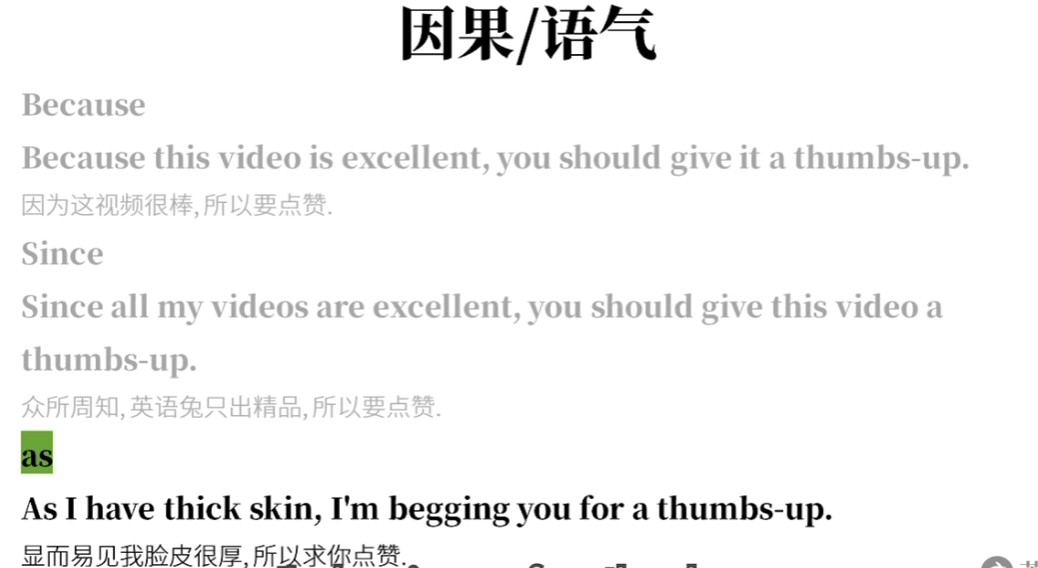 因果/语气
Because
Because this video is excellent, you should give it a thumbs-up.
因为这视频很棒, 所以要点赞.
Since
Since all my videos are excellent, you should give this video a
thumbs-up.
众所周知, 英语兔只出精品, 所以要点赞.
as
As I have thick skin, I'm begging you for a thumbs-up.
显而易见我脸皮很厚, 所以求你点赞.